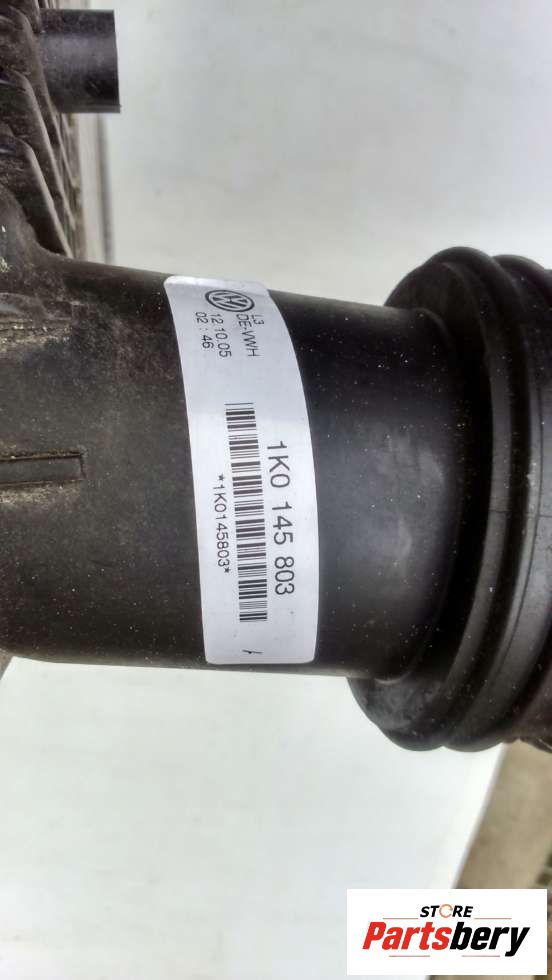 L3
DE-VWH
12.10.05
02 : 46
1K0 145 803
*1K0145803*
STORE
Partsbery